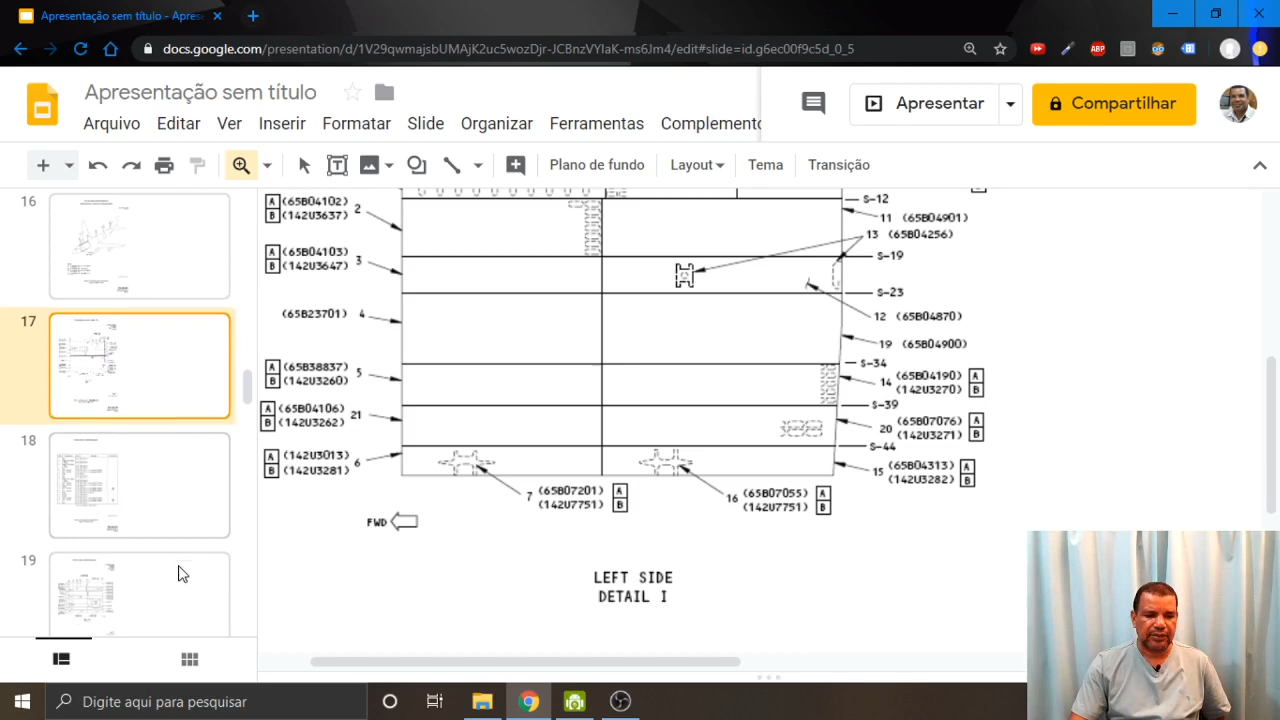 Apresentação sem título - Aprese
docs.google.com/presentation/d/1V29qwmajsbUMAjK2uc5wozDjr-JCBnzVYlaK-ms6Jm4/edit#slide=id.g6ec00f9c5d_0_5
ABP
Apresentação sem título
Apresentar
Compartilhar
Arquivo Editar Ver Inserir Formatar Slide Organizar Ferramentas Complemento
Plano de fundo Layout Tema Transição
16
17
18
19
A (65B04102) 2
B (142U3637)
A (65B04103) 3
B (142U3647)
(65B23701) 4
A (65B38837) 5
B (142U3260)
A (65B04106) 21
B (142U3262)
A (142U3013) 6
B (142U3281)
S-12
11 (65B04901)
13 (65B04256)
S-19
S-23
12 (65B04870)
19 (65B04900)
S-34
14 (65B04190) A
(142U3270) B
S-39
20 (65B07076) A
(142U3271) B
S-44
15 (65B04313) A
(142U3282) B
7 (65B07201) A
(142U7751) B
16 (65B07055) A
(142U7751) B
FWD
LEFT SIDE
DETAIL I
Digite aqui para pesquisar